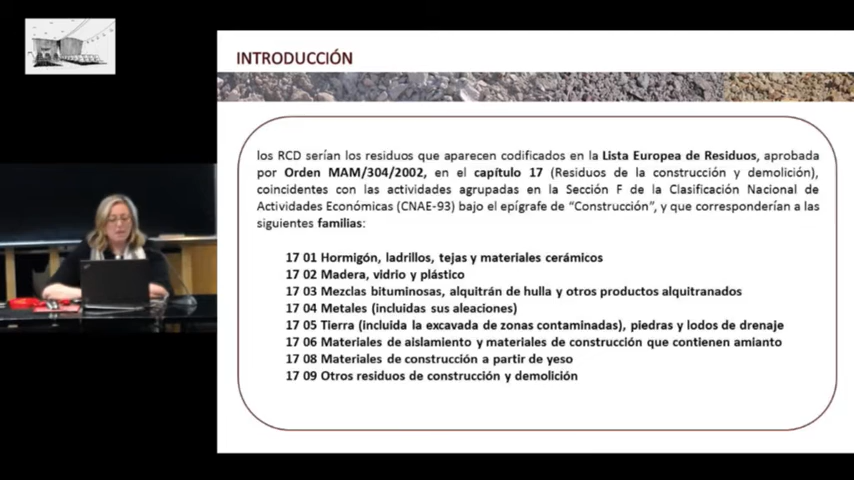 INTRODUCCIÓN
los RCD serían los residuos que aparecen codificados en la Lista Europea de Residuos, aprobada
por Orden MAM/304/2002, en el capítulo 17 (Residuos de la construcción y demolición),
coincidentes con las actividades agrupadas en la Sección F de la Clasificación Nacional de
Actividades Económicas (CNAE-93) bajo el epígrafe de “Construcción”, y que corresponderían a las
siguientes familias:
17 01 Hormigón, ladrillos, tejas y materiales cerámicos
17 02 Madera, vidrio y plástico
17 03 Mezclas bituminosas, alquitrán de hulla y otros productos alquitranados
17 04 Metales (incluidas sus aleaciones)
17 05 Tierra (incluida la excavada de zonas contaminadas), piedras y lodos de drenaje
17 06 Materiales de aislamiento y materiales de construcción que contienen amianto
17 08 Materiales de construcción a partir de yeso
17 09 Otros residuos de construcción y demolición